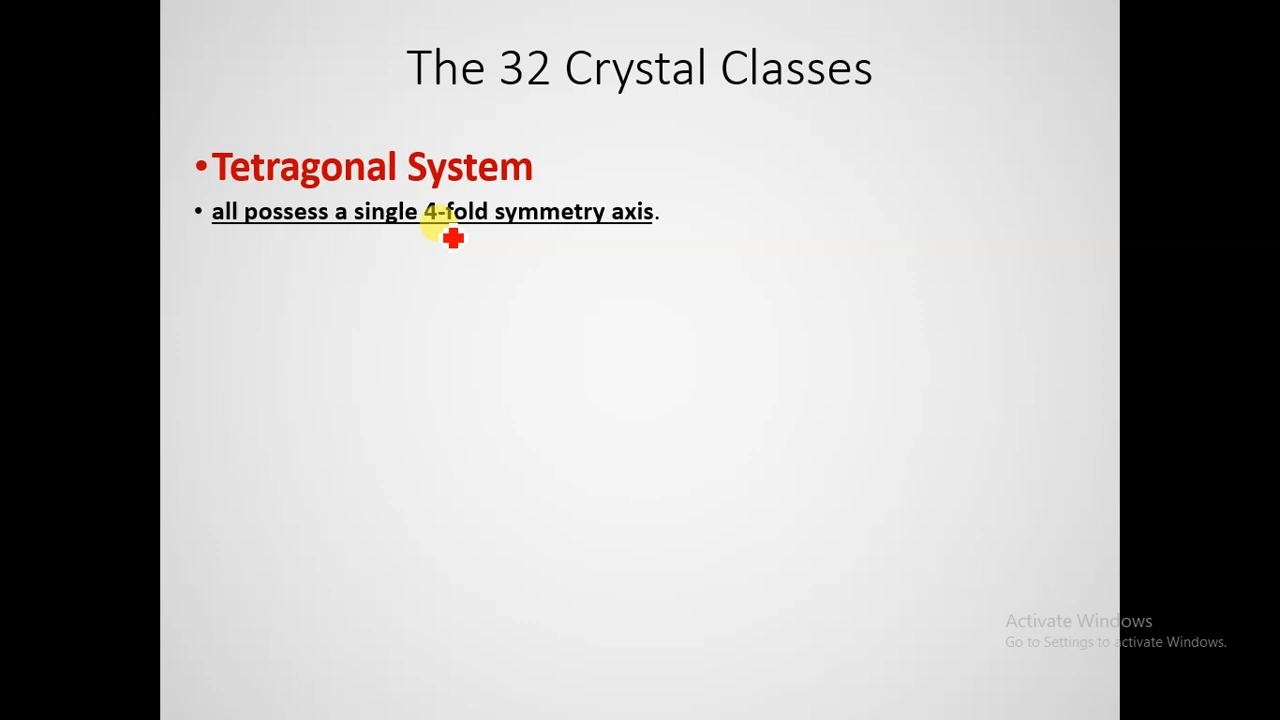 The 32 Crystal Classes
•Tetragonal System
• all possess a single 4-fold symmetry axis.
Activate Windows
Go to Settings to activate Windows.